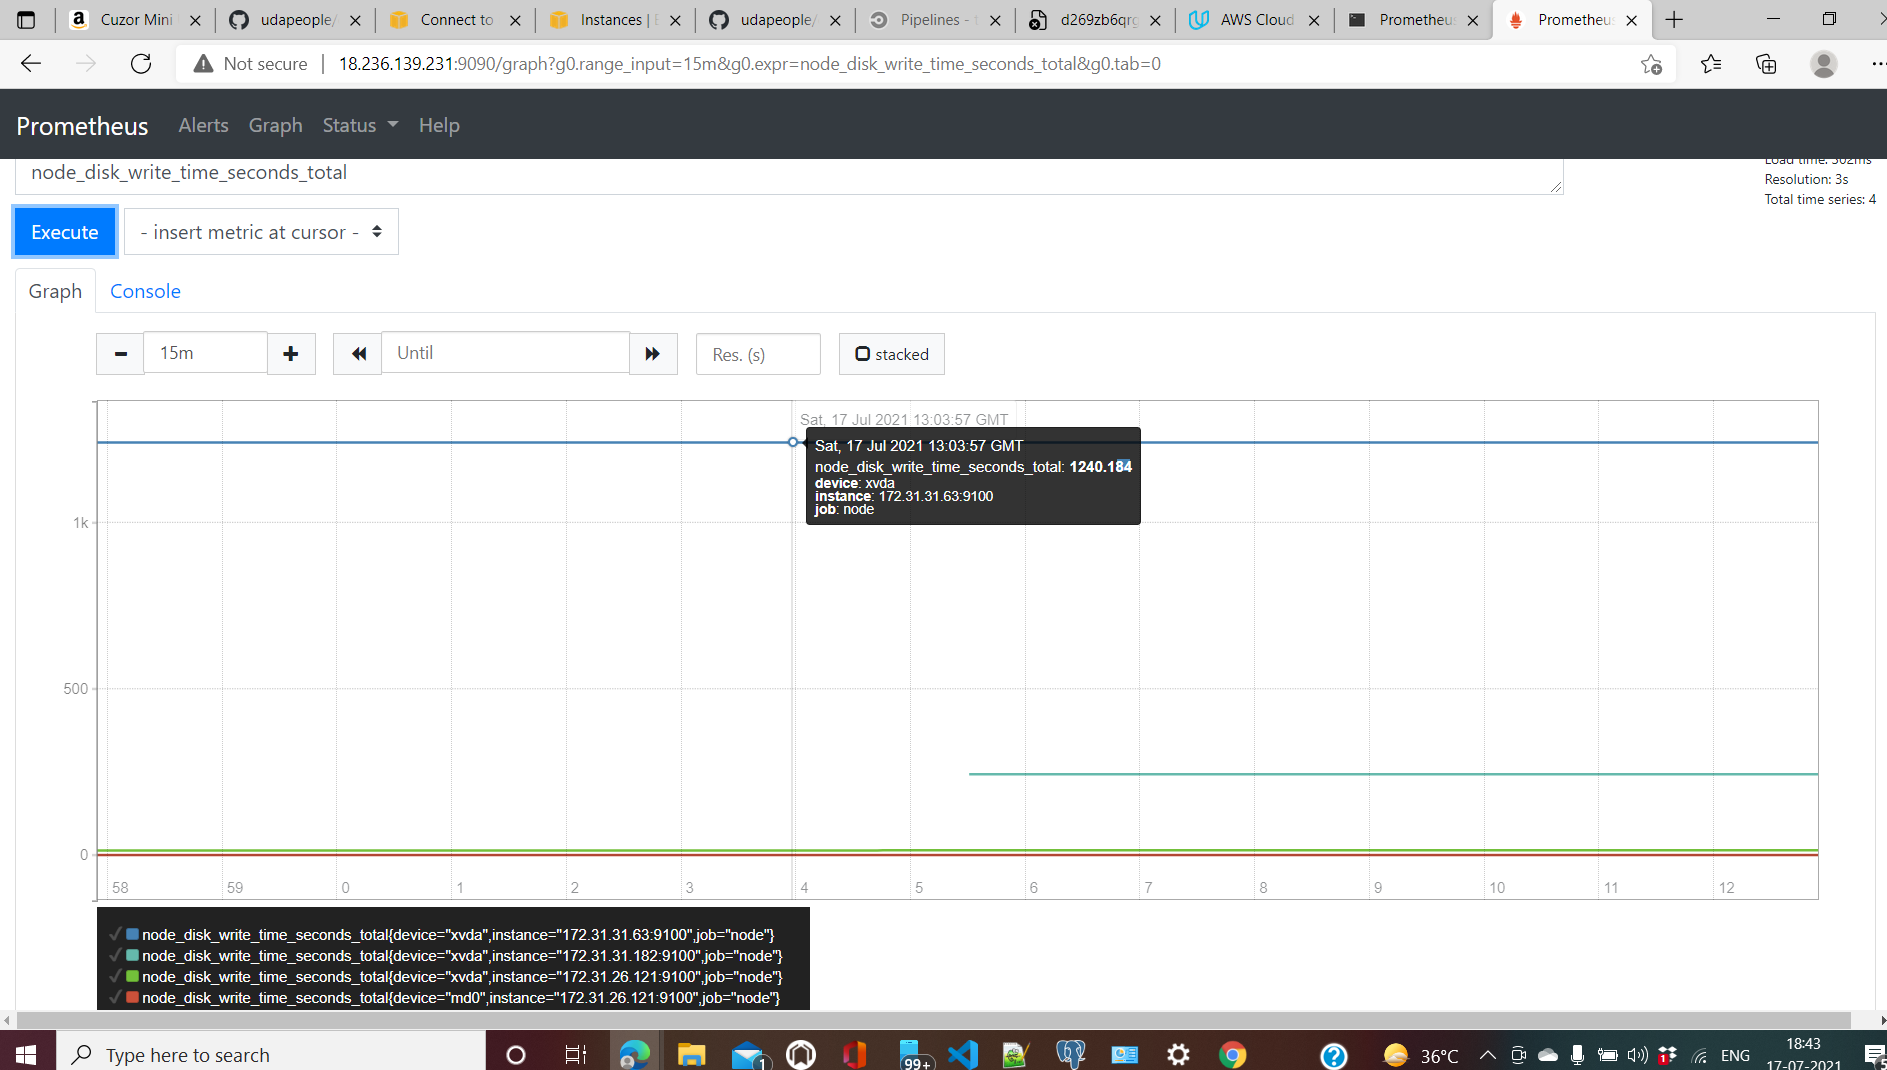 Cuzor Mini
udapeople/
Connect to
Instances | E
udapeople/
Pipelines - t
d269zb6qrg
AWS Cloud
Prometheus
Prometheus
Not secure | 18.236.139.231:9090/graph?g0.range_input=15m&g0.expr=node_disk_write_time_seconds_total&g0.tab=0
Prometheus Alerts Graph Status Help
node_disk_write_time_seconds_total
Load time: 302ms
Resolution: 3s
Total time series: 4
Execute - insert metric at cursor -
Graph Console
15m Until Res. (s) stacked
Sat, 17 Jul 2021 13:03:57 GMT
Sat, 17 Jul 2021 13:03:57 GMT
node_disk_write_time_seconds_total: 1240.184
device: xvda
instance: 172.31.31.63:9100
job: node
1k
500
0
58 59 0 1 2 3 4 5 6 7 8 9 10 11 12
node_disk_write_time_seconds_total{device="xvda",instance="172.31.31.63:9100",job="node"}
node_disk_write_time_seconds_total{device="xvda",instance="172.31.31.182:9100",job="node"}
node_disk_write_time_seconds_total{device="xvda",instance="172.31.26.121:9100",job="node"}
node_disk_write_time_seconds_total{device="md0",instance="172.31.26.121:9100",job="node"}
Type here to search
1
99+
36°C
1
ENG
18:43
17-07-2021
5